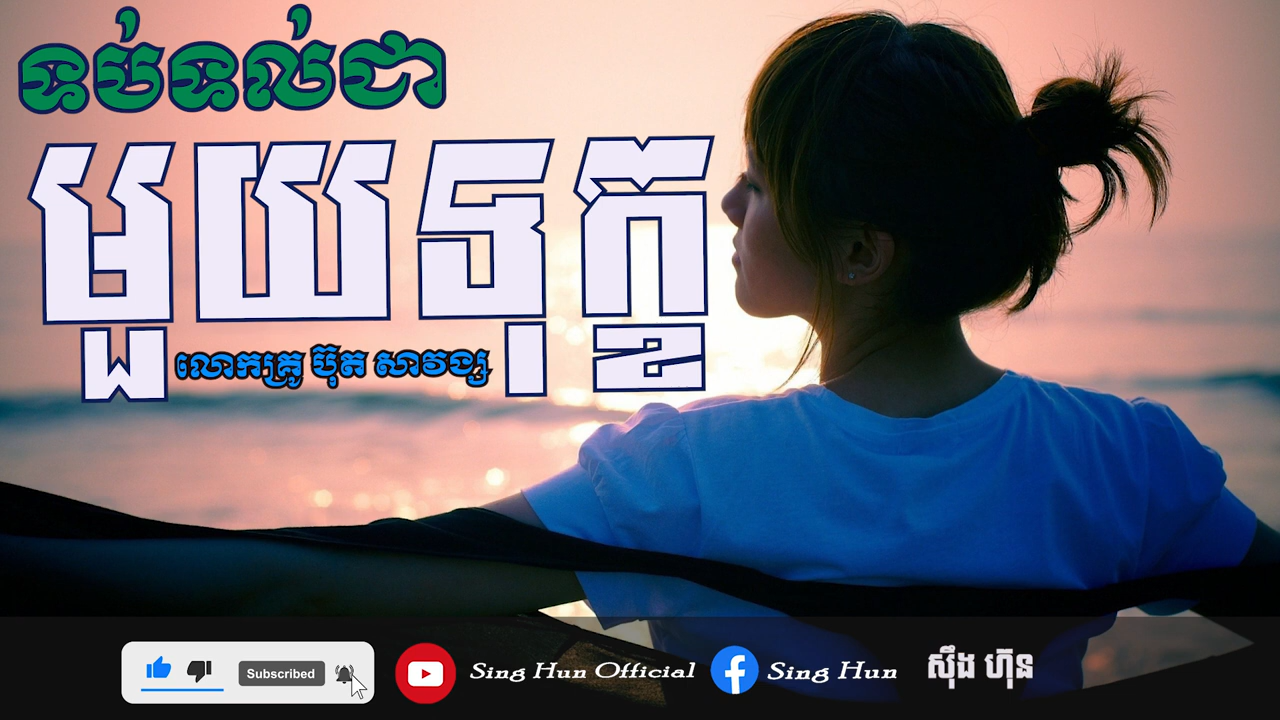 ទប់ទល់ជា
មួយទុក្ខ
លោកគ្រូ ប៊ុត សាវង្ស
Subscribed
Sing Hun Official
Sing Hun
ស៊ឹង ហ៊ុន